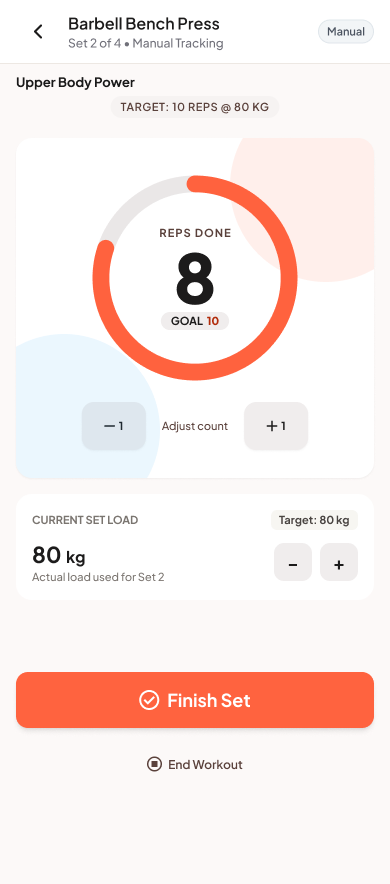 Barbell Bench Press
Set 2 of 4 • Manual Tracking
Manual
Upper Body Power
TARGET: 10 REPS @ 80 KG
REPS DONE
8
GOAL 10
− 1
Adjust count
+ 1
CURRENT SET LOAD
Target: 80 kg
80 kg
Actual load used for Set 2
-
+
Finish Set
End Workout